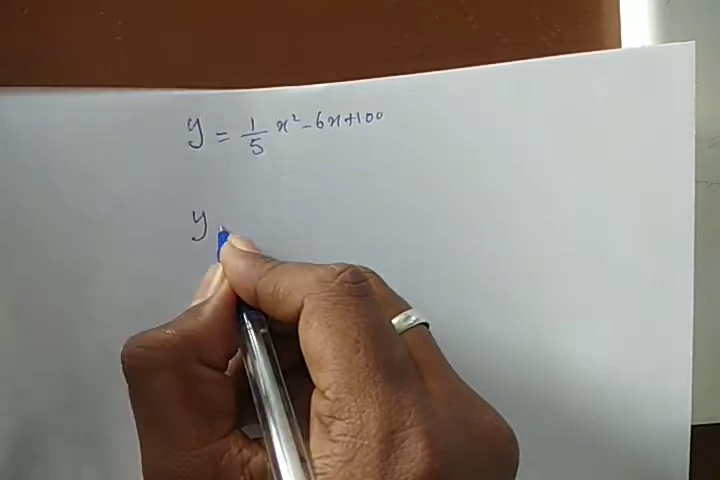 y = 1/5 x² - 6x + 100
y